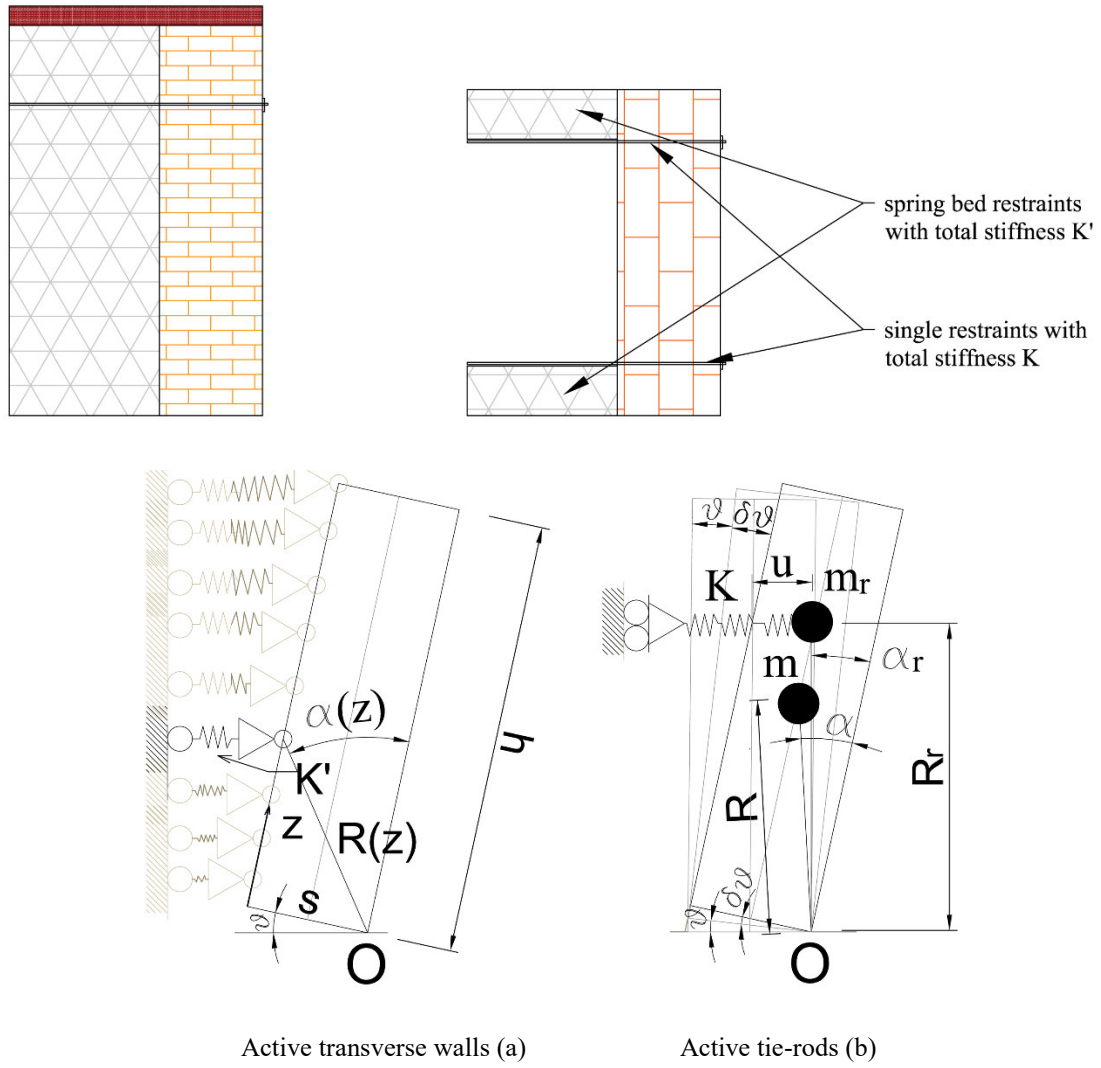 spring bed restraints
with total stiffness K'
single restraints with
total stiffness K
α(z)
h
K'
z
R(z)
s
ϑ
O
ϑ
δϑ
u
K
mr
αr
m
α
R
Rr
δϑ
ϑ
O
Active transverse walls (a)
Active tie-rods (b)